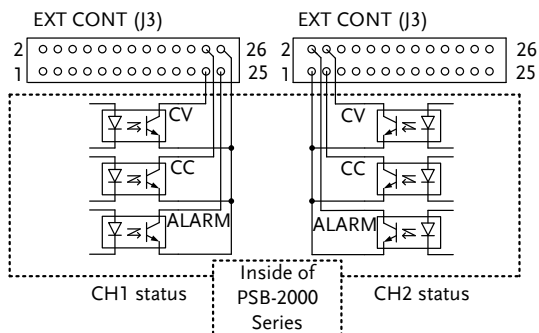 EXT CONT (J3) EXT CONT (J3)
2 26 2 26
1 25 1 25
CV CV
CC CC
ALARM ALARM
Inside of
CH1 status PSB-2000 CH2 status
Series